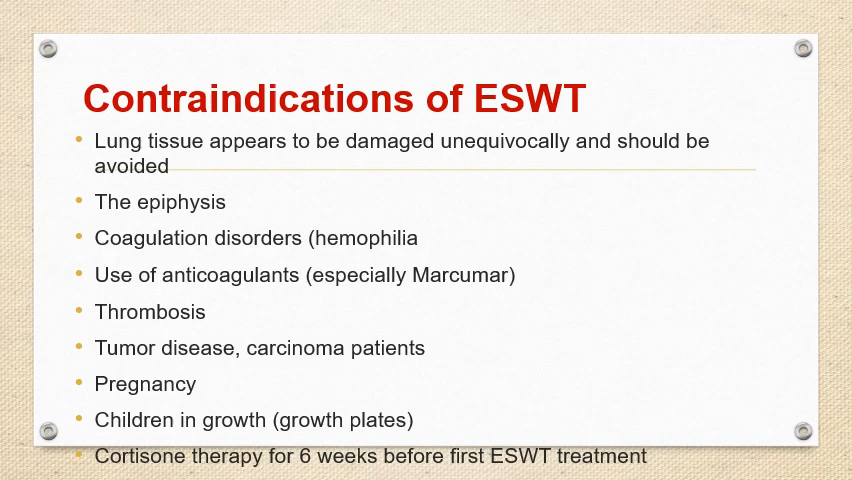 Contraindications of ESWT
• Lung tissue appears to be damaged unequivocally and should be
avoided
• The epiphysis
• Coagulation disorders (hemophilia
• Use of anticoagulants (especially Marcumar)
• Thrombosis
• Tumor disease, carcinoma patients
• Pregnancy
• Children in growth (growth plates)
• Cortisone therapy for 6 weeks before first ESWT treatment